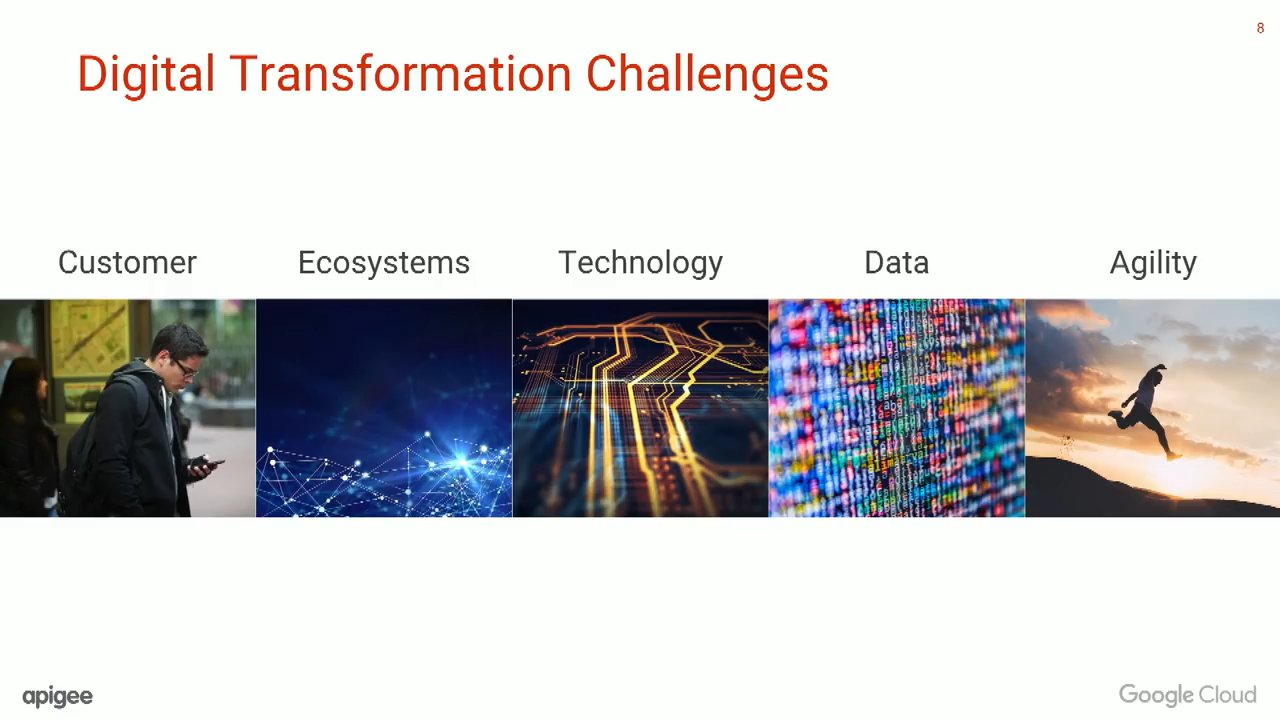 8
Digital Transformation Challenges
Customer
Ecosystems
Technology
Data
Agility
apigee
Google Cloud